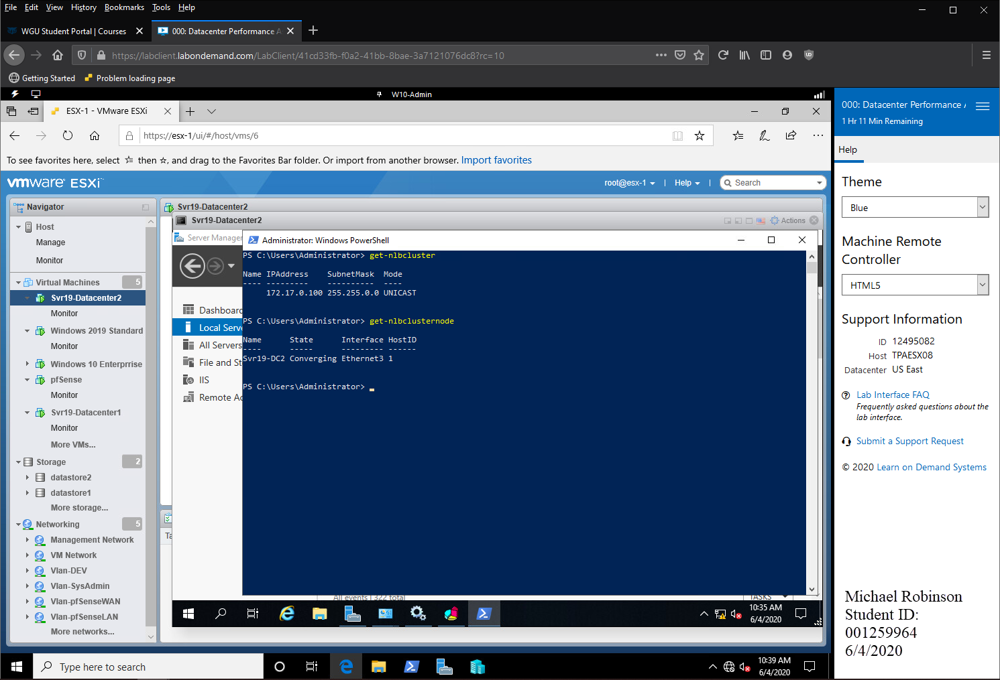 File Edit View History Bookmarks Tools Help
WGU Student Portal | Courses
000: Datacenter Performance A
https://labclient.labondemand.com/LabClient/41cd33fb-f0a2-41bb-8bae-3a7121076dc8?rc=10
Getting Started Problem loading page
W10-Admin
ESX-1 - VMware ESXi
https://esx-1/ui/#/host/vms/6
To see favorites here, select then ☆, and drag to the Favorites Bar folder. Or import from another browser. Import favorites
vmware ESXi
root@esx-1 | Help | Search
Navigator
Host
Manage
Monitor
Virtual Machines 5
Svr19-Datacenter2
Monitor
Windows 2019 Standard
Monitor
Windows 10 Enterprrise
pfSense
Monitor
Svr19-Datacenter1
Monitor
More VMs...
Storage 2
datastore2
datastore1
More storage...
Networking 5
Management Network
VM Network
Vlan-DEV
Vlan-SysAdmin
Vlan-pfSenseWAN
Vlan-pfSenseLAN
More networks...
Svr19-Datacenter2
Svr19-Datacenter2
Actions
Server Manager
Dashboard
Local Serve
All Servers
File and St
IIS
Remote Ac
Ta
Administrator: Windows PowerShell
PS C:\Users\Administrator> get-nlbcluster
Name IPAddress SubnetMask Mode
---- --------- ---------- ----
172.17.0.100 255.255.0.0 UNICAST
PS C:\Users\Administrator> get-nlbclusternode
Name State Interface HostID
---- ----- --------- ------
Svr19-DC2 Converging Ethernet3 1
PS C:\Users\Administrator>
All events | 322 total
TASKS
10:35 AM
6/4/2020
Type here to search
10:39 AM
6/4/2020
000: Datacenter Performance A
1 Hr 11 Min Remaining
Help
Theme
Blue
Machine Remote
Controller
HTML5
Support Information
ID 12495082
Host TPAESX08
Datacenter US East
Lab Interface FAQ
Frequently asked questions about the
lab interface.
Submit a Support Request
© 2020 Learn on Demand Systems
Michael Robinson
Student ID:
001259964
6/4/2020